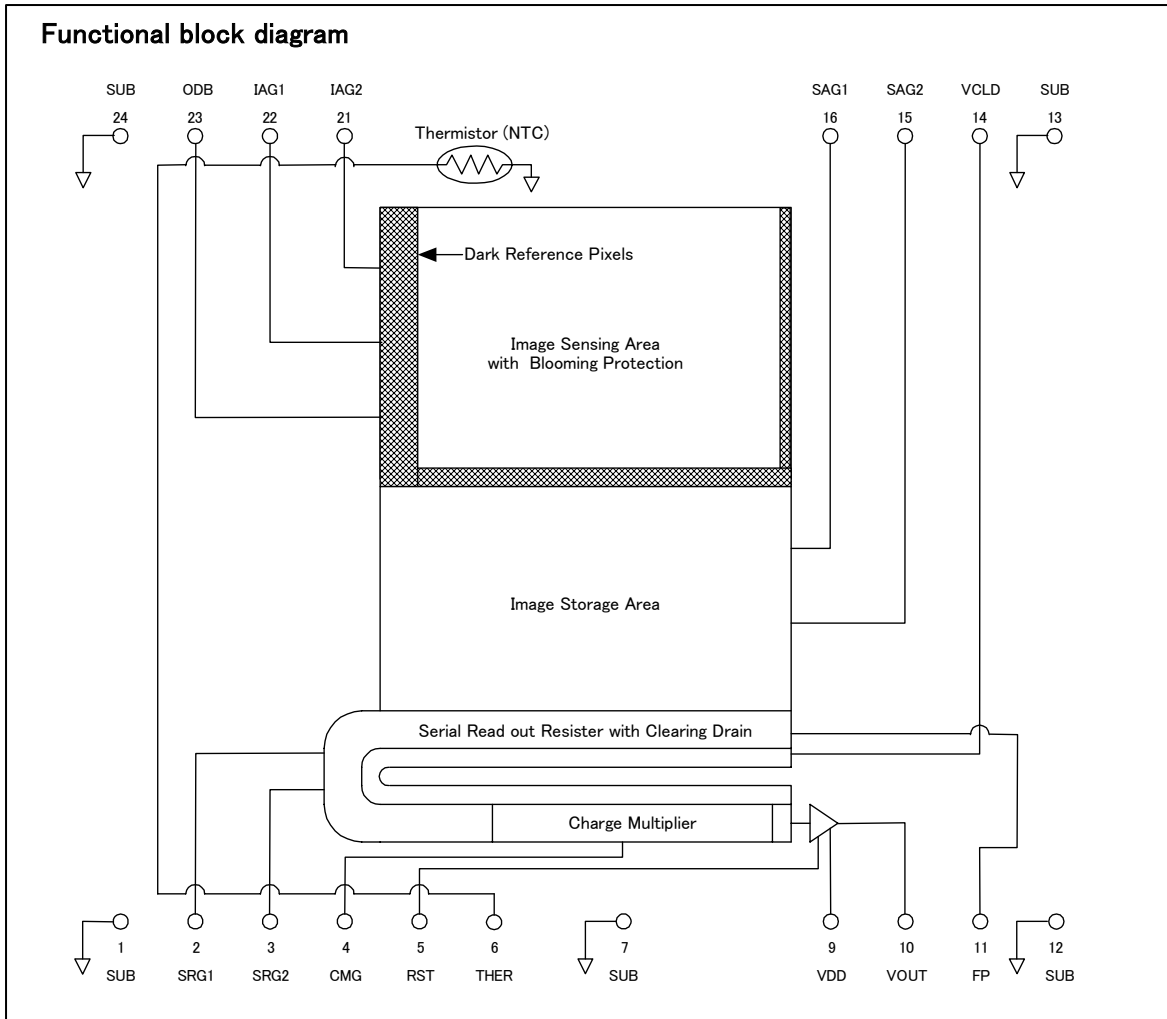 Functional block diagram
SUB ODB IAG1 IAG2 SAG1 SAG2 VCLD SUB
24 23 22 21 16 15 14 13
Thermistor (NTC)
Dark Reference Pixels
Image Sensing Area
with Blooming Protection
Image Storage Area
Serial Read out Resister with Clearing Drain
Charge Multiplier
1 2 3 4 5 6 7 9 10 11 12
SUB SRG1 SRG2 CMG RST THER SUB VDD VOUT FP SUB